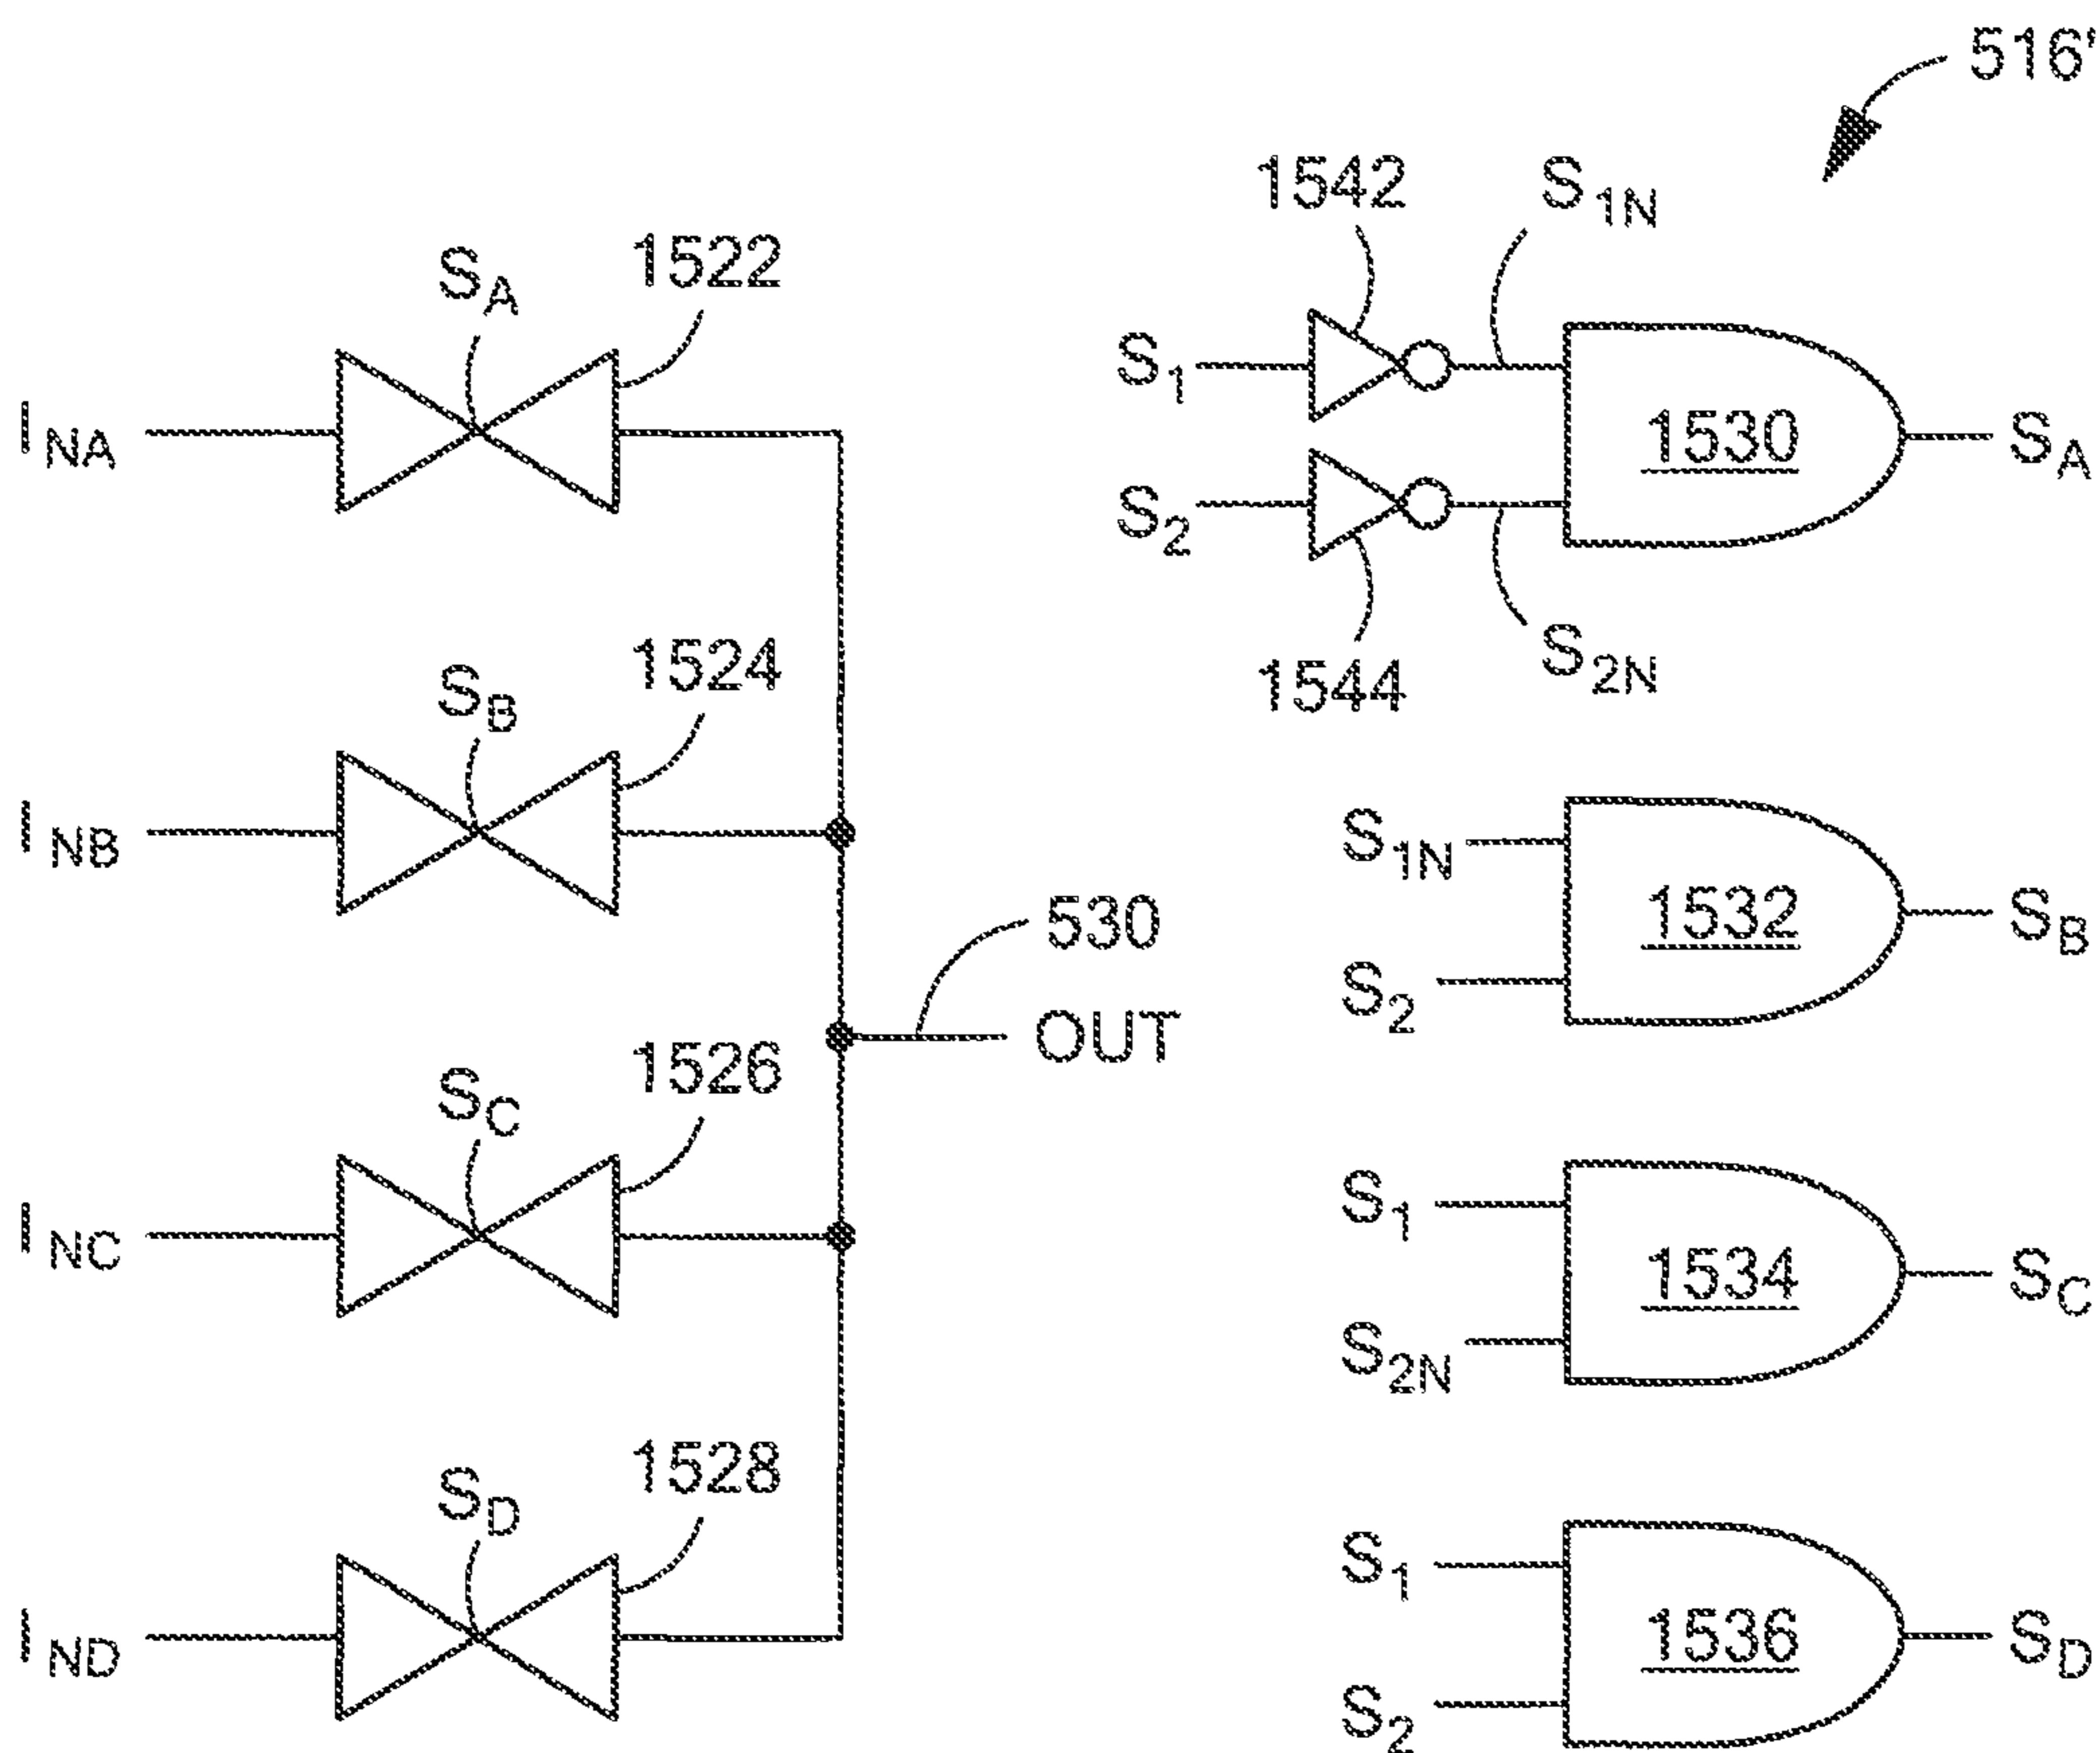 516'
1542
S1N
SA
1522
S1
INA
1530
SA
S2
1544
S2N
SB
1524
INB
S1N
1532
SB
S2
530
OUT
SC
1526
INC
S1
1534
SC
S2N
SD
1528
IND
S1
1536
SD
S2